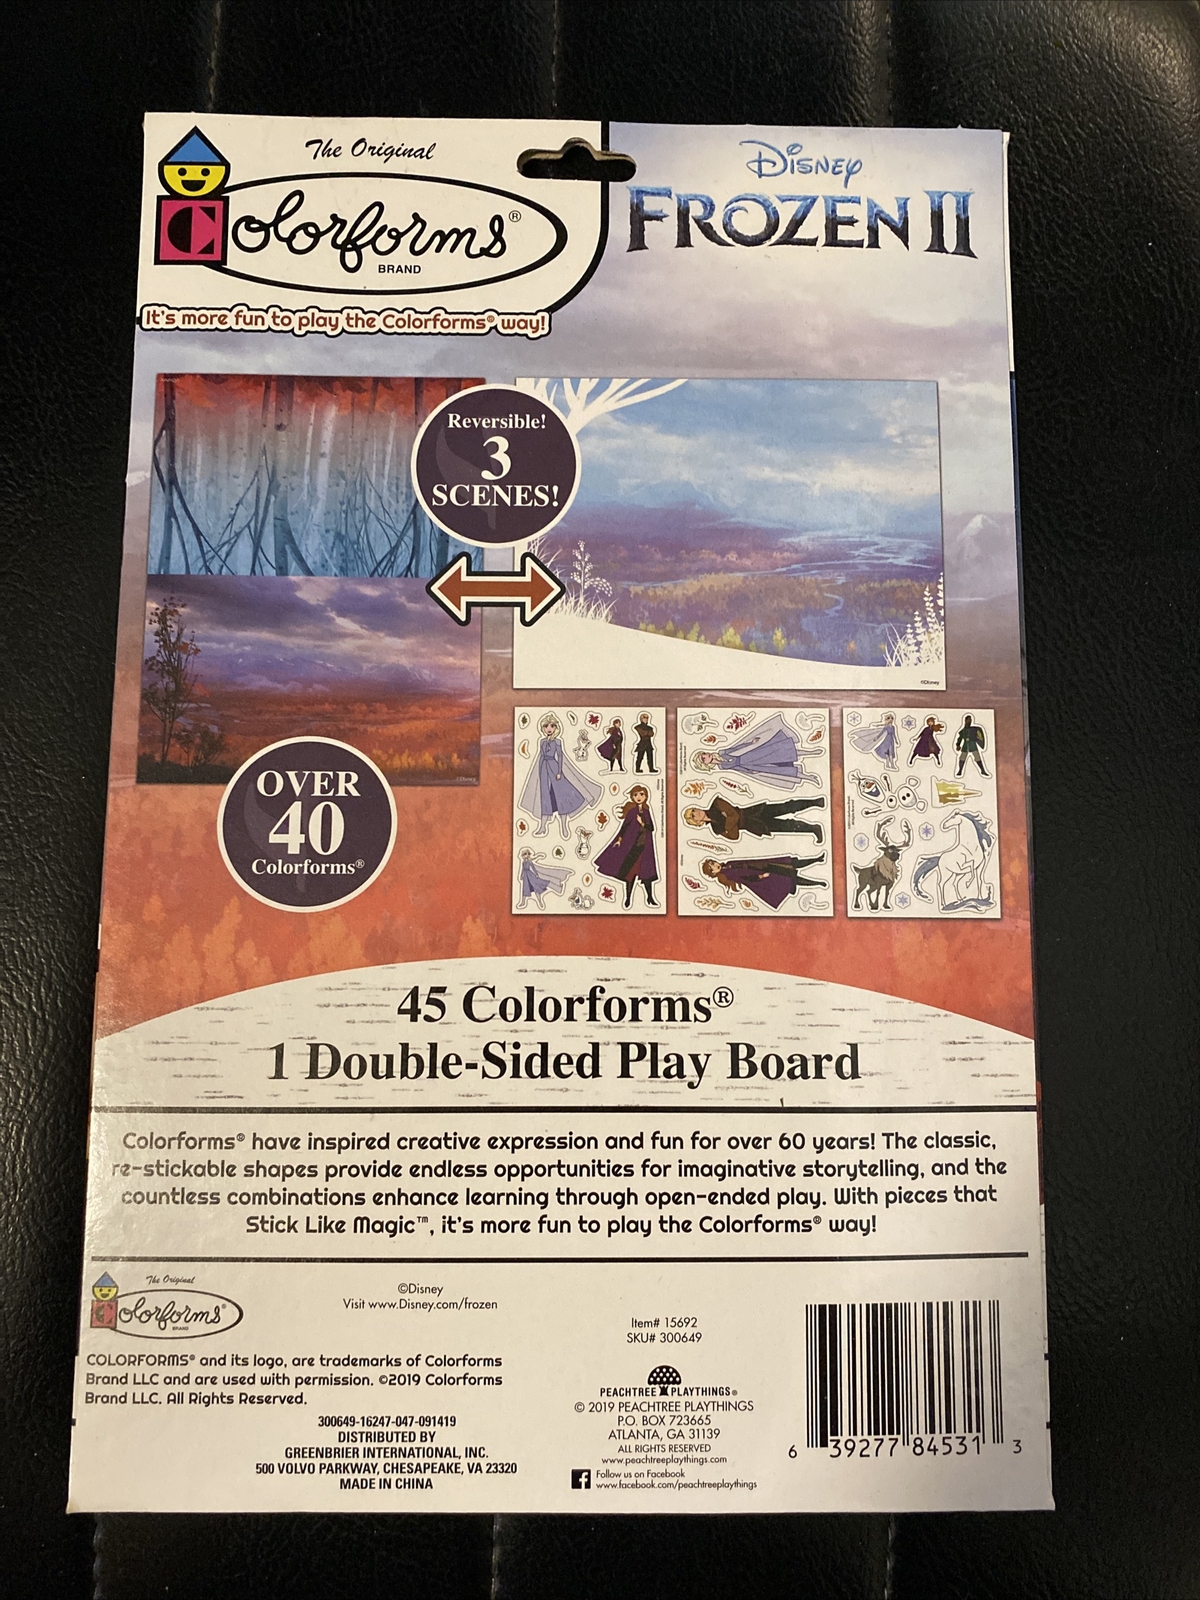 The Original
Colorforms®
BRAND
It's more fun to play the Colorforms® way!
Disney
FROZEN II
Reversible!
3
SCENES!
©Disney
©Disney
OVER
40
Colorforms®
45 Colorforms®
1 Double-Sided Play Board
Colorforms® have inspired creative expression and fun for over 60 years! The classic,
re-stickable shapes provide endless opportunities for imaginative storytelling, and the
countless combinations enhance learning through open-ended play. With pieces that
Stick Like Magic™, it's more fun to play the Colorforms® way!
The Original
Colorforms®
BRAND
©Disney
Visit www.Disney.com/frozen
COLORFORMS® and its logo, are trademarks of Colorforms
Brand LLC and are used with permission. ©2019 Colorforms
Brand LLC. All Rights Reserved.
300649-16247-047-091419
DISTRIBUTED BY
GREENBRIER INTERNATIONAL, INC.
500 VOLVO PARKWAY, CHESAPEAKE, VA 23320
MADE IN CHINA
Item# 15692
SKU# 300649
PEACHTREE PLAYTHINGS®
© 2019 PEACHTREE PLAYTHINGS
P.O. BOX 723665
ATLANTA, GA 31139
ALL RIGHTS RESERVED
www.peachtreeplaythings.com
Follow us on Facebook
www.facebook.com/peachtreeplaythings
6 39277 84531 3